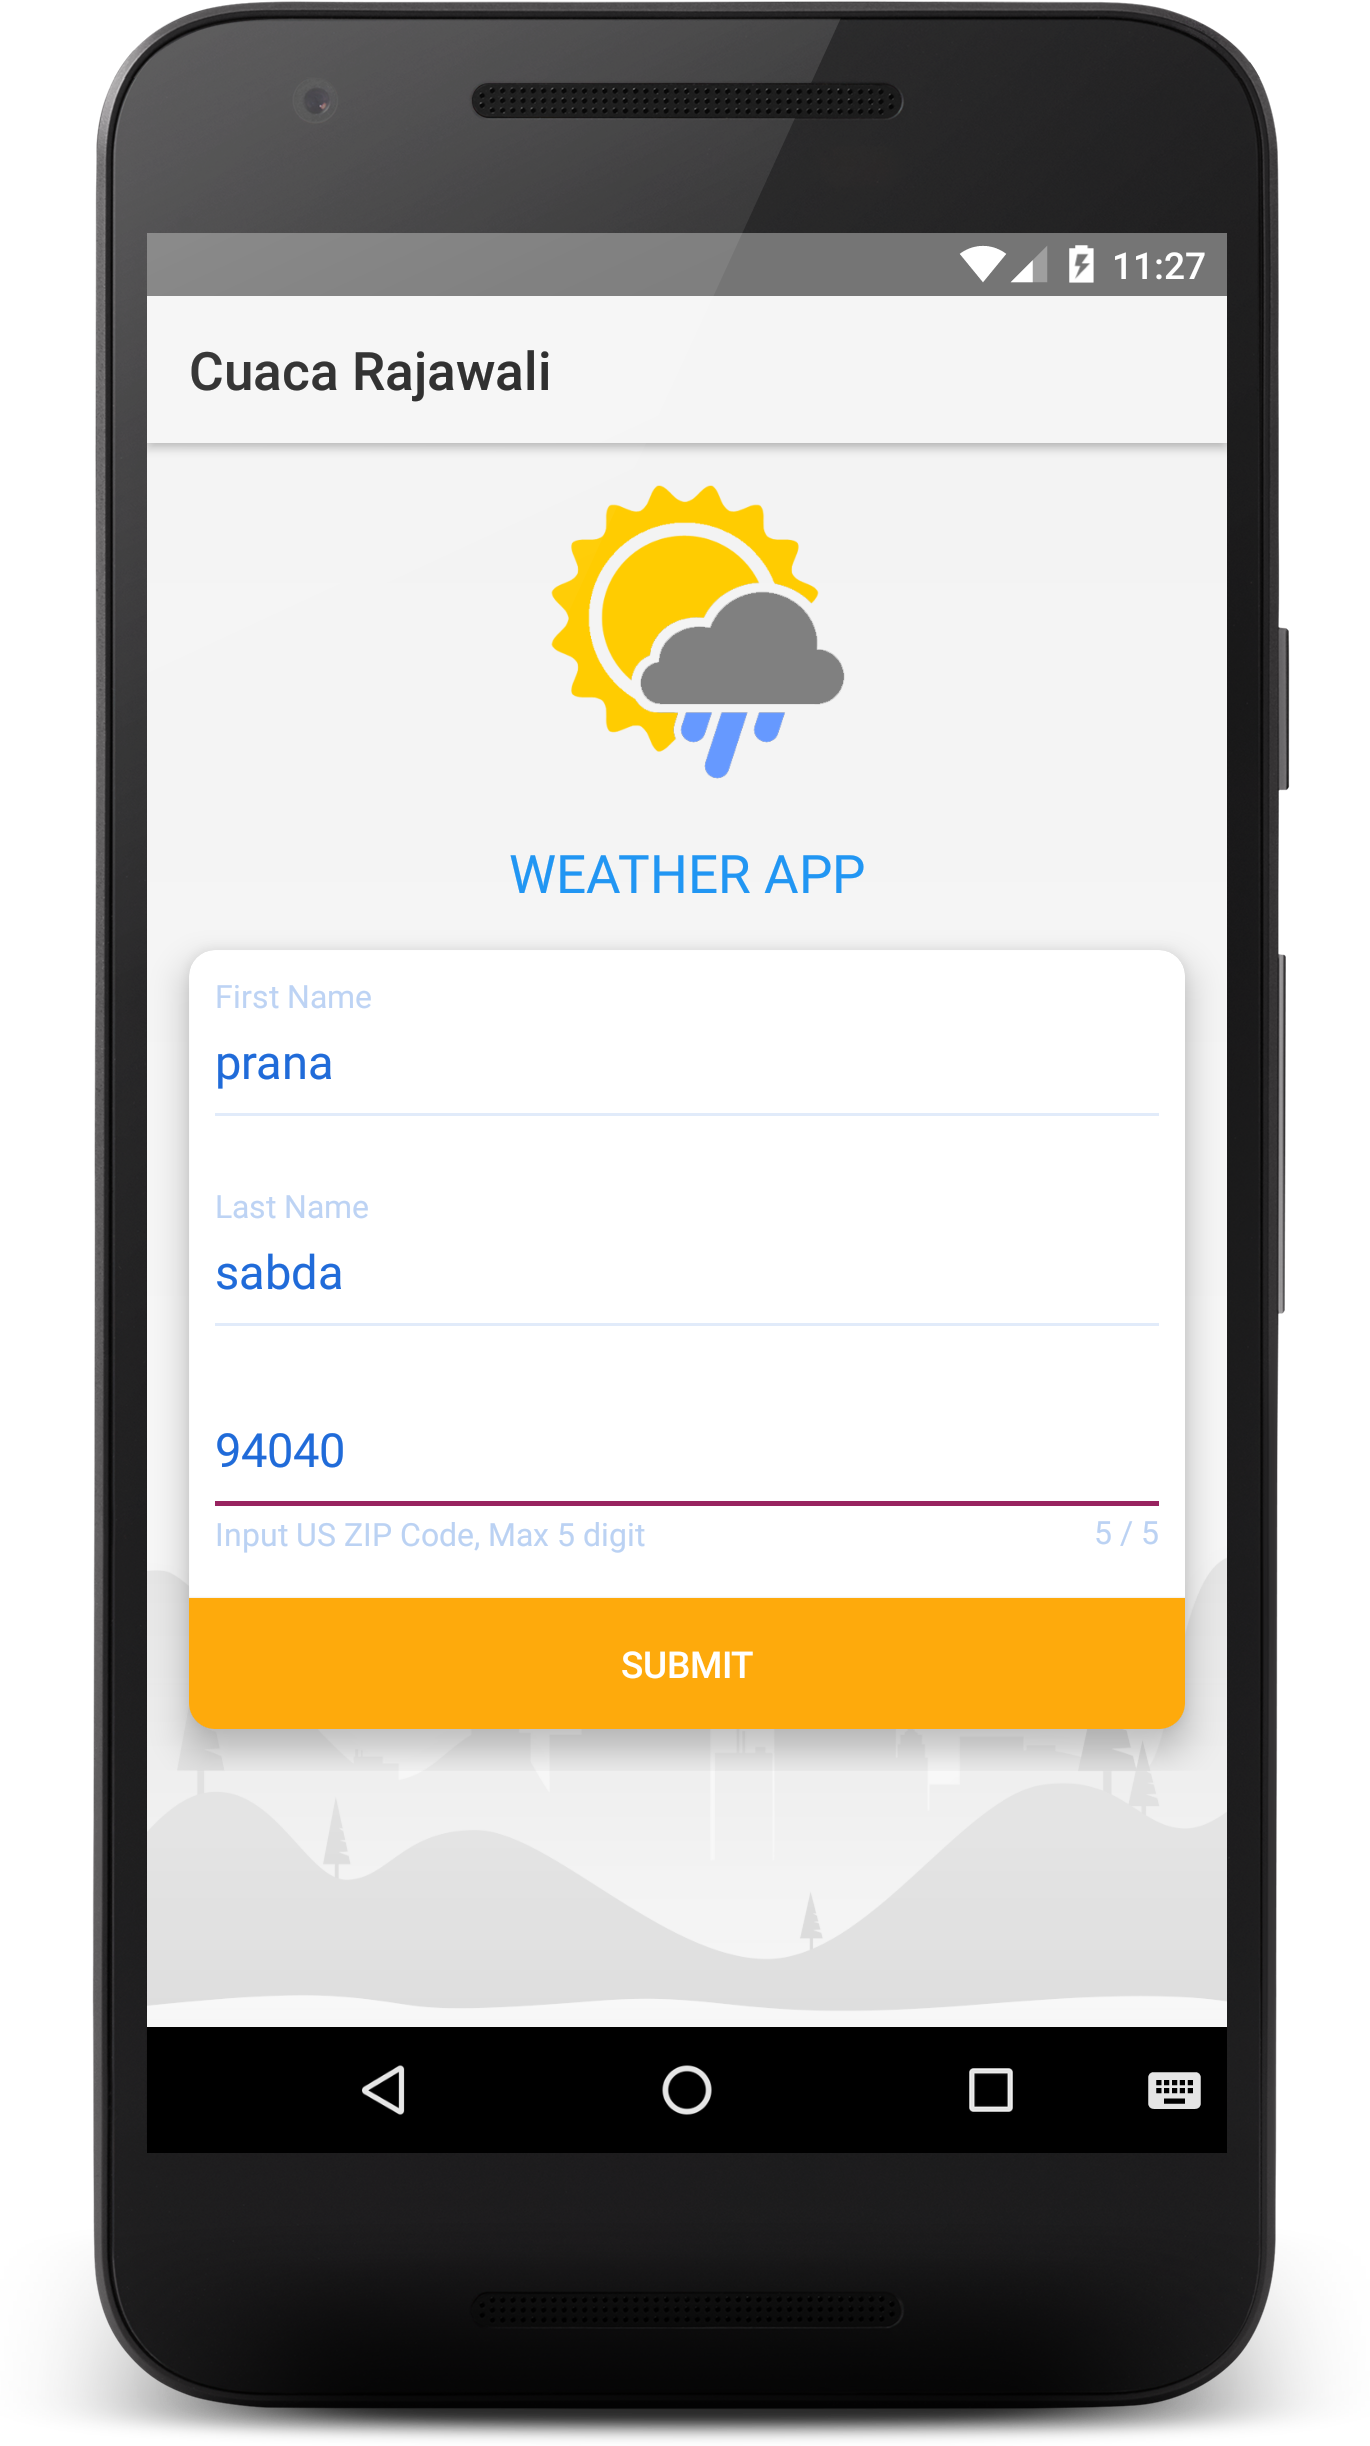 11:27
Cuaca Rajawali
WEATHER APP
First Name
prana
Last Name
sabda
94040
Input US ZIP Code, Max 5 digit 5 / 5
SUBMIT